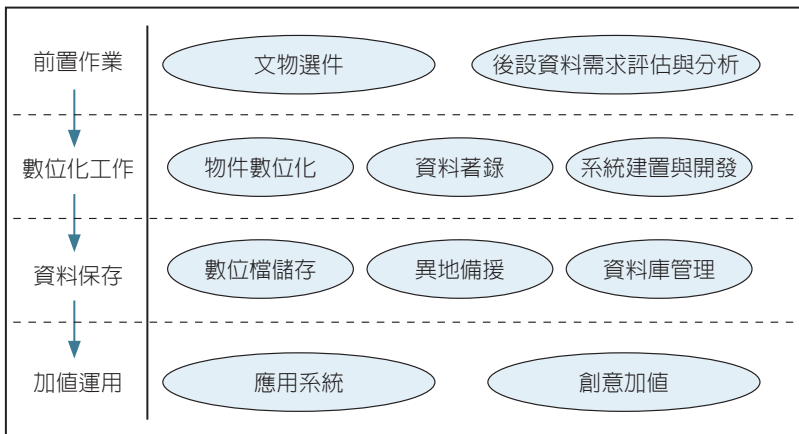 前置作業
文物選件
後設資料需求評估與分析
數位化工作
物件數位化
資料著錄
系統建置與開發
資料保存
數位檔儲存
異地備援
資料庫管理
加值運用
應用系統
創意加值